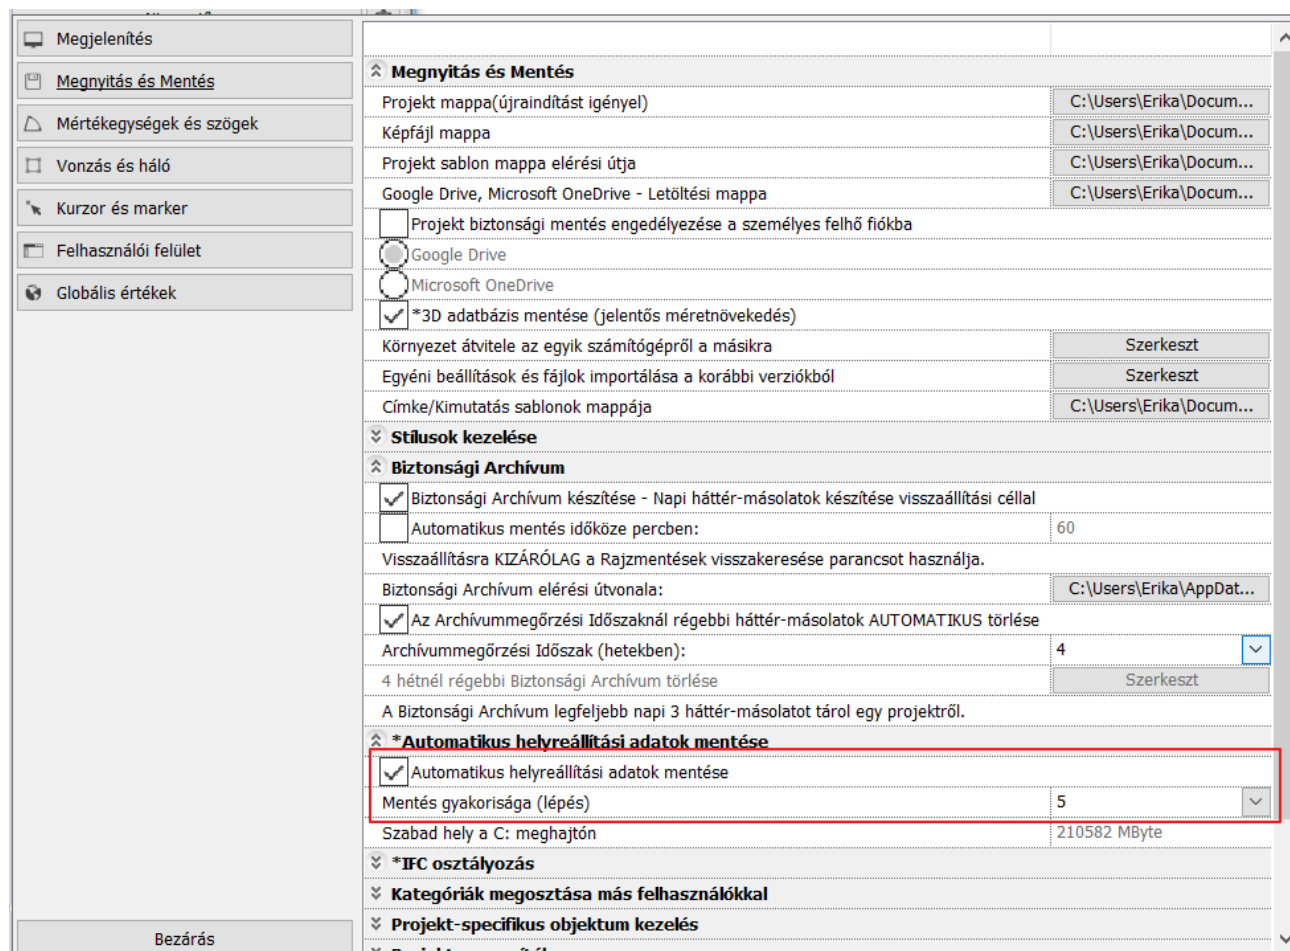 Megjelenítés
Megnyitás és Mentés
Mértékegységek és szögek
Vonzás és háló
Kurzor és marker
Felhasználói felület
Globális értékek
Bezárás
Megnyitás és Mentés
Projekt mappa(újraindítást igényel) C:\Users\Erika\Docum...
Képfájl mappa C:\Users\Erika\Docum...
Projekt sablon mappa elérési útja C:\Users\Erika\Docum...
Google Drive, Microsoft OneDrive - Letöltési mappa C:\Users\Erika\Docum...
Projekt biztonsági mentés engedélyezése a személyes felhő fiókba
Google Drive
Microsoft OneDrive
*3D adatbázis mentése (jelentős méretnövekedés)
Környezet átvitele az egyik számítógépről a másikra Szerkeszt
Egyéni beállítások és fájlok importálása a korábbi verziókból Szerkeszt
Címke/Kimutatás sablonok mappája C:\Users\Erika\Docum...
Stílusok kezelése
Biztonsági Archívum
Biztonsági Archívum készítése - Napi háttér-másolatok készítése visszaállítási céllal
Automatikus mentés időköze percben: 60
Visszaállításra KIZÁRÓLAG a Rajzmentések visszakeresése parancsot használja.
Biztonsági Archívum elérési útvonala: C:\Users\Erika\AppDat...
Az Archívummegőrzési Időszaknál régebbi háttér-másolatok AUTOMATIKUS törlése
Archívummegőrzési Időszak (hetekben): 4
4 hétnél régebbi Biztonsági Archívum törlése Szerkeszt
A Biztonsági Archívum legfeljebb napi 3 háttér-másolatot tárol egy projektről.
*Automatikus helyreállítási adatok mentése
Automatikus helyreállítási adatok mentése
Mentés gyakorisága (lépés) 5
Szabad hely a C: meghajtón 210582 MByte
*IFC osztályozás
Kategóriák megosztása más felhasználókkal
Projekt-specifikus objektum kezelés